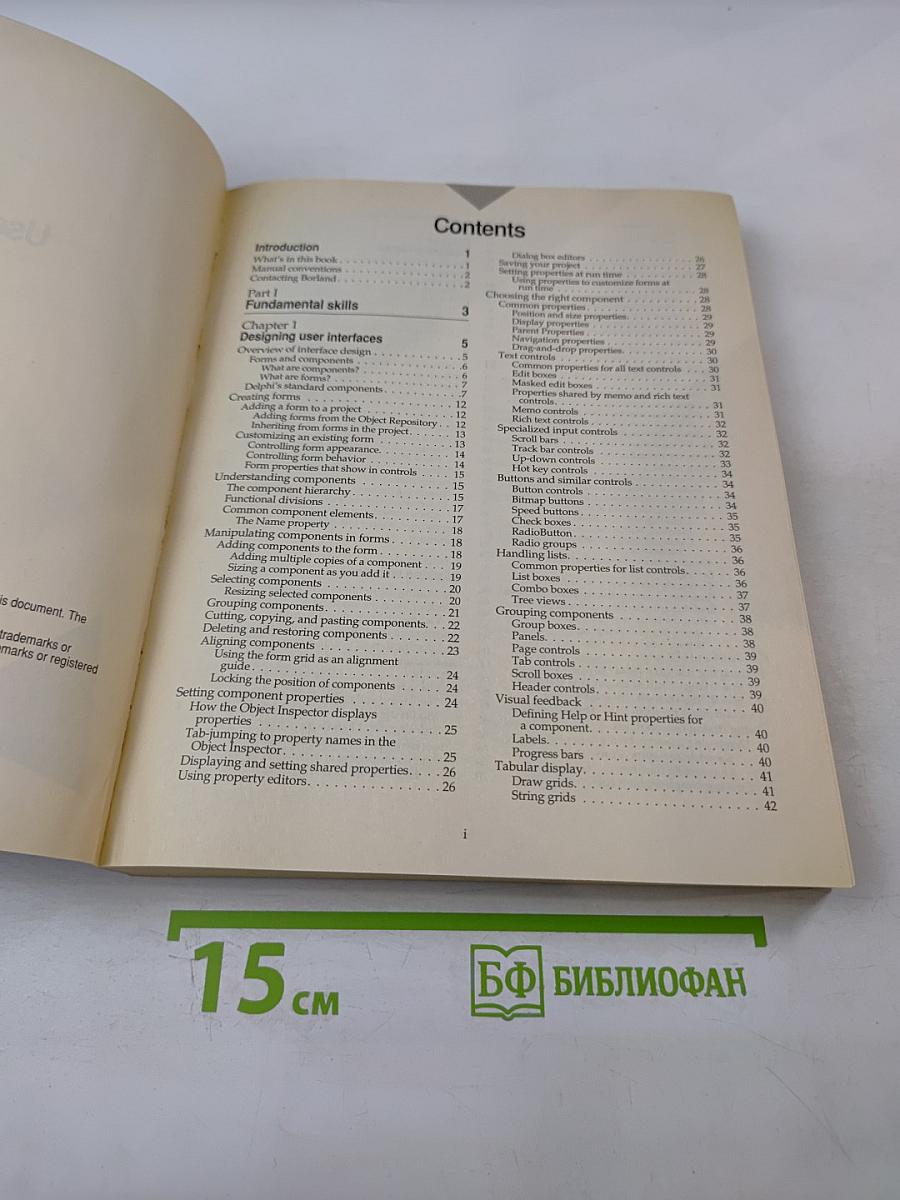 is document. The
trademarks or
marks or registered
Contents
Introduction 1
What's in this book 1
Manual conventions 2
Contacting Borland 2
Part I
Fundamental skills 3
Chapter 1
Designing user interfaces 5
Overview of interface design 5
Forms and components 6
What are components? 6
What are forms? 7
Delphi's standard components 7
Creating forms 12
Adding a form to a project 12
Adding forms from the Object Repository 12
Inheriting from forms in the project 13
Customizing an existing form 13
Controlling form appearance 14
Controlling form behavior 14
Form properties that show in controls 15
Understanding components 15
The component hierarchy 15
Functional divisions 17
Common component elements 17
The Name property 18
Manipulating components in forms 18
Adding components to the form 18
Adding multiple copies of a component 19
Sizing a component as you add it 19
Selecting components 20
Resizing selected components 20
Grouping components 21
Cutting, copying, and pasting components 22
Deleting and restoring components 22
Aligning components 23
Using the form grid as an alignment
guide 24
Locking the position of components 24
Setting component properties 24
How the Object Inspector displays
properties 25
Tab-jumping to property names in the
Object Inspector 25
Displaying and setting shared properties 26
Using property editors 26
Dialog box editors 26
Saving your project 27
Setting properties at run time 28
Using properties to customize forms at
run time 28
Choosing the right component 28
Common properties 28
Position and size properties 29
Display properties 29
Parent Properties 29
Navigation properties 29
Drag-and-drop properties 30
Text controls 30
Common properties for all text controls 30
Edit boxes 31
Masked edit boxes 31
Properties shared by memo and rich text
controls 31
Memo controls 31
Rich text controls 32
Specialized input controls 32
Scroll bars 32
Track bar controls 32
Up-down controls 33
Hot key controls 34
Buttons and similar controls 34
Button controls 34
Bitmap buttons 34
Speed buttons 35
Check boxes 35
RadioButton 35
Radio groups 36
Handling lists 36
Common properties for list controls 36
List boxes 36
Combo boxes 37
Tree views 37
Grouping components 38
Group boxes 38
Panels 38
Page controls 39
Tab controls 39
Scroll boxes 39
Header controls 39
Visual feedback 40
Defining Help or Hint properties for
a component 40
Labels 40
Progress bars 40
Tabular display 41
Draw grids 41
String grids 42
i
15 см
БФ БИБЛИОФАН